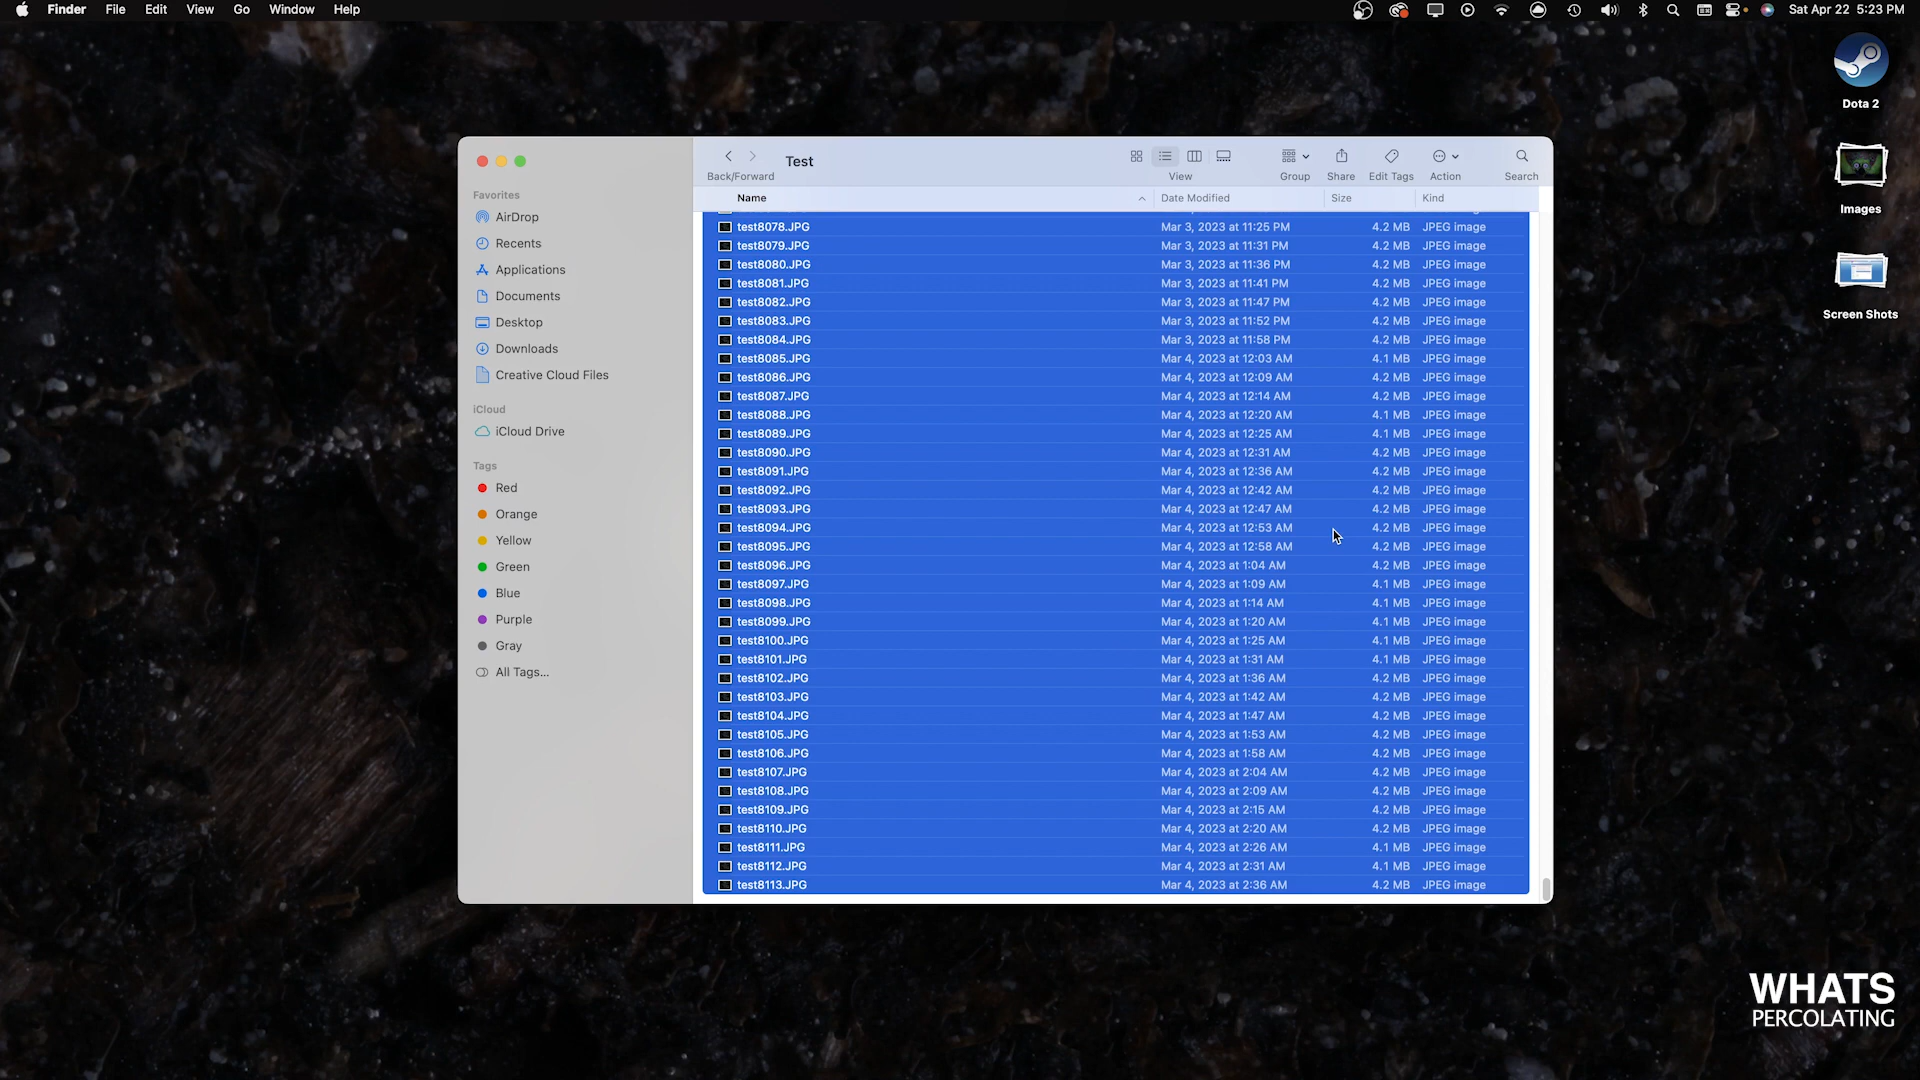 Finder File Edit View Go Window Help Sat Apr 22 5:23 PM
Dota 2
Images
Screen Shots
Test
Back/Forward View Group Share Edit Tags Action Search
Favorites
AirDrop
Recents
Applications
Documents
Desktop
Downloads
Creative Cloud Files
iCloud
iCloud Drive
Tags
Red
Orange
Yellow
Green
Blue
Purple
Gray
All Tags...
Name Date Modified Size Kind
test8078.JPG Mar 3, 2023 at 11:25 PM 4.2 MB JPEG image
test8079.JPG Mar 3, 2023 at 11:31 PM 4.2 MB JPEG image
test8080.JPG Mar 3, 2023 at 11:36 PM 4.2 MB JPEG image
test8081.JPG Mar 3, 2023 at 11:41 PM 4.2 MB JPEG image
test8082.JPG Mar 3, 2023 at 11:47 PM 4.2 MB JPEG image
test8083.JPG Mar 3, 2023 at 11:52 PM 4.2 MB JPEG image
test8084.JPG Mar 3, 2023 at 11:58 PM 4.2 MB JPEG image
test8085.JPG Mar 4, 2023 at 12:03 AM 4.1 MB JPEG image
test8086.JPG Mar 4, 2023 at 12:09 AM 4.2 MB JPEG image
test8087.JPG Mar 4, 2023 at 12:14 AM 4.2 MB JPEG image
test8088.JPG Mar 4, 2023 at 12:20 AM 4.1 MB JPEG image
test8089.JPG Mar 4, 2023 at 12:25 AM 4.1 MB JPEG image
test8090.JPG Mar 4, 2023 at 12:31 AM 4.2 MB JPEG image
test8091.JPG Mar 4, 2023 at 12:36 AM 4.2 MB JPEG image
test8092.JPG Mar 4, 2023 at 12:42 AM 4.2 MB JPEG image
test8093.JPG Mar 4, 2023 at 12:47 AM 4.2 MB JPEG image
test8094.JPG Mar 4, 2023 at 12:53 AM 4.2 MB JPEG image
test8095.JPG Mar 4, 2023 at 12:58 AM 4.2 MB JPEG image
test8096.JPG Mar 4, 2023 at 1:04 AM 4.2 MB JPEG image
test8097.JPG Mar 4, 2023 at 1:09 AM 4.1 MB JPEG image
test8098.JPG Mar 4, 2023 at 1:14 AM 4.1 MB JPEG image
test8099.JPG Mar 4, 2023 at 1:20 AM 4.1 MB JPEG image
test8100.JPG Mar 4, 2023 at 1:25 AM 4.1 MB JPEG image
test8101.JPG Mar 4, 2023 at 1:31 AM 4.1 MB JPEG image
test8102.JPG Mar 4, 2023 at 1:36 AM 4.2 MB JPEG image
test8103.JPG Mar 4, 2023 at 1:42 AM 4.2 MB JPEG image
test8104.JPG Mar 4, 2023 at 1:47 AM 4.2 MB JPEG image
test8105.JPG Mar 4, 2023 at 1:53 AM 4.2 MB JPEG image
test8106.JPG Mar 4, 2023 at 1:58 AM 4.2 MB JPEG image
test8107.JPG Mar 4, 2023 at 2:04 AM 4.2 MB JPEG image
test8108.JPG Mar 4, 2023 at 2:09 AM 4.2 MB JPEG image
test8109.JPG Mar 4, 2023 at 2:15 AM 4.2 MB JPEG image
test8110.JPG Mar 4, 2023 at 2:20 AM 4.2 MB JPEG image
test8111.JPG Mar 4, 2023 at 2:26 AM 4.1 MB JPEG image
test8112.JPG Mar 4, 2023 at 2:31 AM 4.1 MB JPEG image
test8113.JPG Mar 4, 2023 at 2:36 AM 4.2 MB JPEG image
WHATS
PERCOLATING